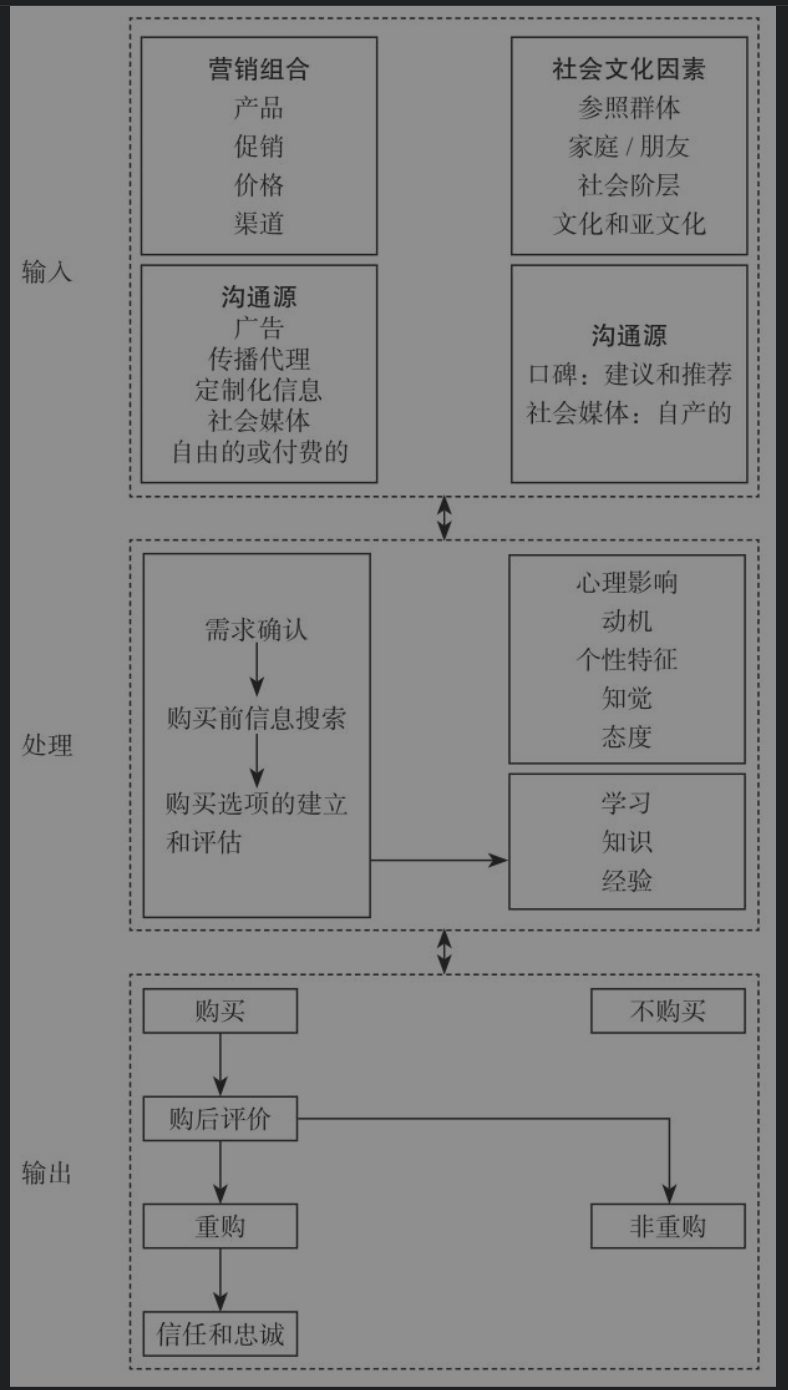 输入
营销组合
产品
促销
价格
渠道
社会文化因素
参照群体
家庭 / 朋友
社会阶层
文化和亚文化
沟通源
广告
传播代理
定制化信息
社会媒体
自由的或付费的
沟通源
口碑：建议和推荐
社会媒体：自产的
处理
需求确认
购买前信息搜索
购买选项的建立
和评估
心理影响
动机
个性特征
知觉
态度
学习
知识
经验
输出
购买
不购买
购后评价
重购
非重购
信任和忠诚